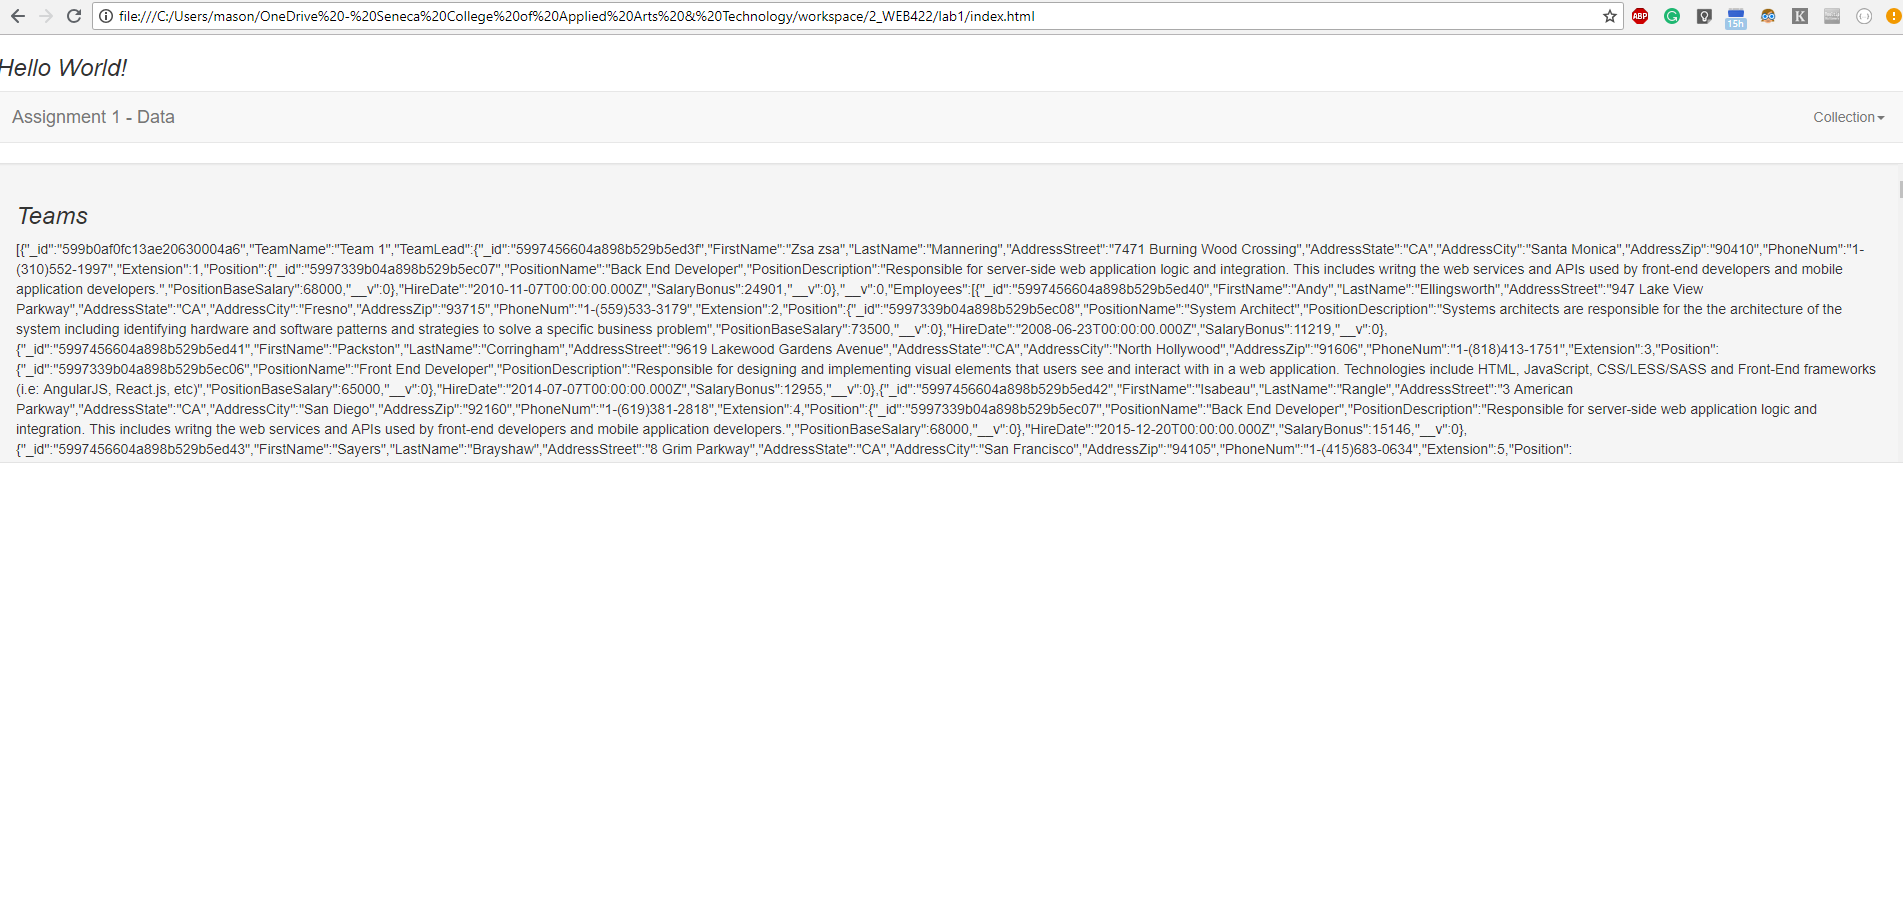 file:///C:/Users/mason/OneDrive%20-%20Seneca%20College%20of%20Applied%20Arts%20&%20Technology/workspace/2_WEB422/lab1/index.html
ABP
15h
K
Hello World!
Assignment 1 - Data
Collection
Teams
[{"_id":"599b0af0fc13ae20630004a6","TeamName":"Team 1","TeamLead":{"_id":"5997456604a898b529b5ed3f","FirstName":"Zsa zsa","LastName":"Mannering","AddressStreet":"7471 Burning Wood Crossing","AddressState":"CA","AddressCity":"Santa Monica","AddressZip":"90410","PhoneNum":"1-
(310)552-1997","Extension":1,"Position":{"_id":"5997339b04a898b529b5ec07","PositionName":"Back End Developer","PositionDescription":"Responsible for server-side web application logic and integration. This includes writng the web services and APIs used by front-end developers and mobile
application developers.","PositionBaseSalary":68000,"__v":0},"HireDate":"2010-11-07T00:00:00.000Z","SalaryBonus":24901,"__v":0},"__v":0,"Employees":[{"_id":"5997456604a898b529b5ed40","FirstName":"Andy","LastName":"Ellingsworth","AddressStreet":"947 Lake View
Parkway","AddressState":"CA","AddressCity":"Fresno","AddressZip":"93715","PhoneNum":"1-(559)533-3179","Extension":2,"Position":{"_id":"5997339b04a898b529b5ec08","PositionName":"System Architect","PositionDescription":"Systems architects are responsible for the the architecture of the
system including identifying hardware and software patterns and strategies to solve a specific business problem","PositionBaseSalary":73500,"__v":0},"HireDate":"2008-06-23T00:00:00.000Z","SalaryBonus":11219,"__v":0},
{"_id":"5997456604a898b529b5ed41","FirstName":"Packston","LastName":"Corringham","AddressStreet":"9619 Lakewood Gardens Avenue","AddressState":"CA","AddressCity":"North Hollywood","AddressZip":"91606","PhoneNum":"1-(818)413-1751","Extension":3,"Position":
{"_id":"5997339b04a898b529b5ec06","PositionName":"Front End Developer","PositionDescription":"Responsible for designing and implementing visual elements that users see and interact with in a web application. Technologies include HTML, JavaScript, CSS/LESS/SASS and Front-End frameworks
(i.e: AngularJS, React.js, etc)","PositionBaseSalary":65000,"__v":0},"HireDate":"2014-07-07T00:00:00.000Z","SalaryBonus":12955,"__v":0},{"_id":"5997456604a898b529b5ed42","FirstName":"Isabeau","LastName":"Rangle","AddressStreet":"3 American
Parkway","AddressState":"CA","AddressCity":"San Diego","AddressZip":"92160","PhoneNum":"1-(619)381-2818","Extension":4,"Position":{"_id":"5997339b04a898b529b5ec07","PositionName":"Back End Developer","PositionDescription":"Responsible for server-side web application logic and
integration. This includes writng the web services and APIs used by front-end developers and mobile application developers.","PositionBaseSalary":68000,"__v":0},"HireDate":"2015-12-20T00:00:00.000Z","SalaryBonus":15146,"__v":0},
{"_id":"5997456604a898b529b5ed43","FirstName":"Sayers","LastName":"Brayshaw","AddressStreet":"8 Grim Parkway","AddressState":"CA","AddressCity":"San Francisco","AddressZip":"94105","PhoneNum":"1-(415)683-0634","Extension":5,"Position":